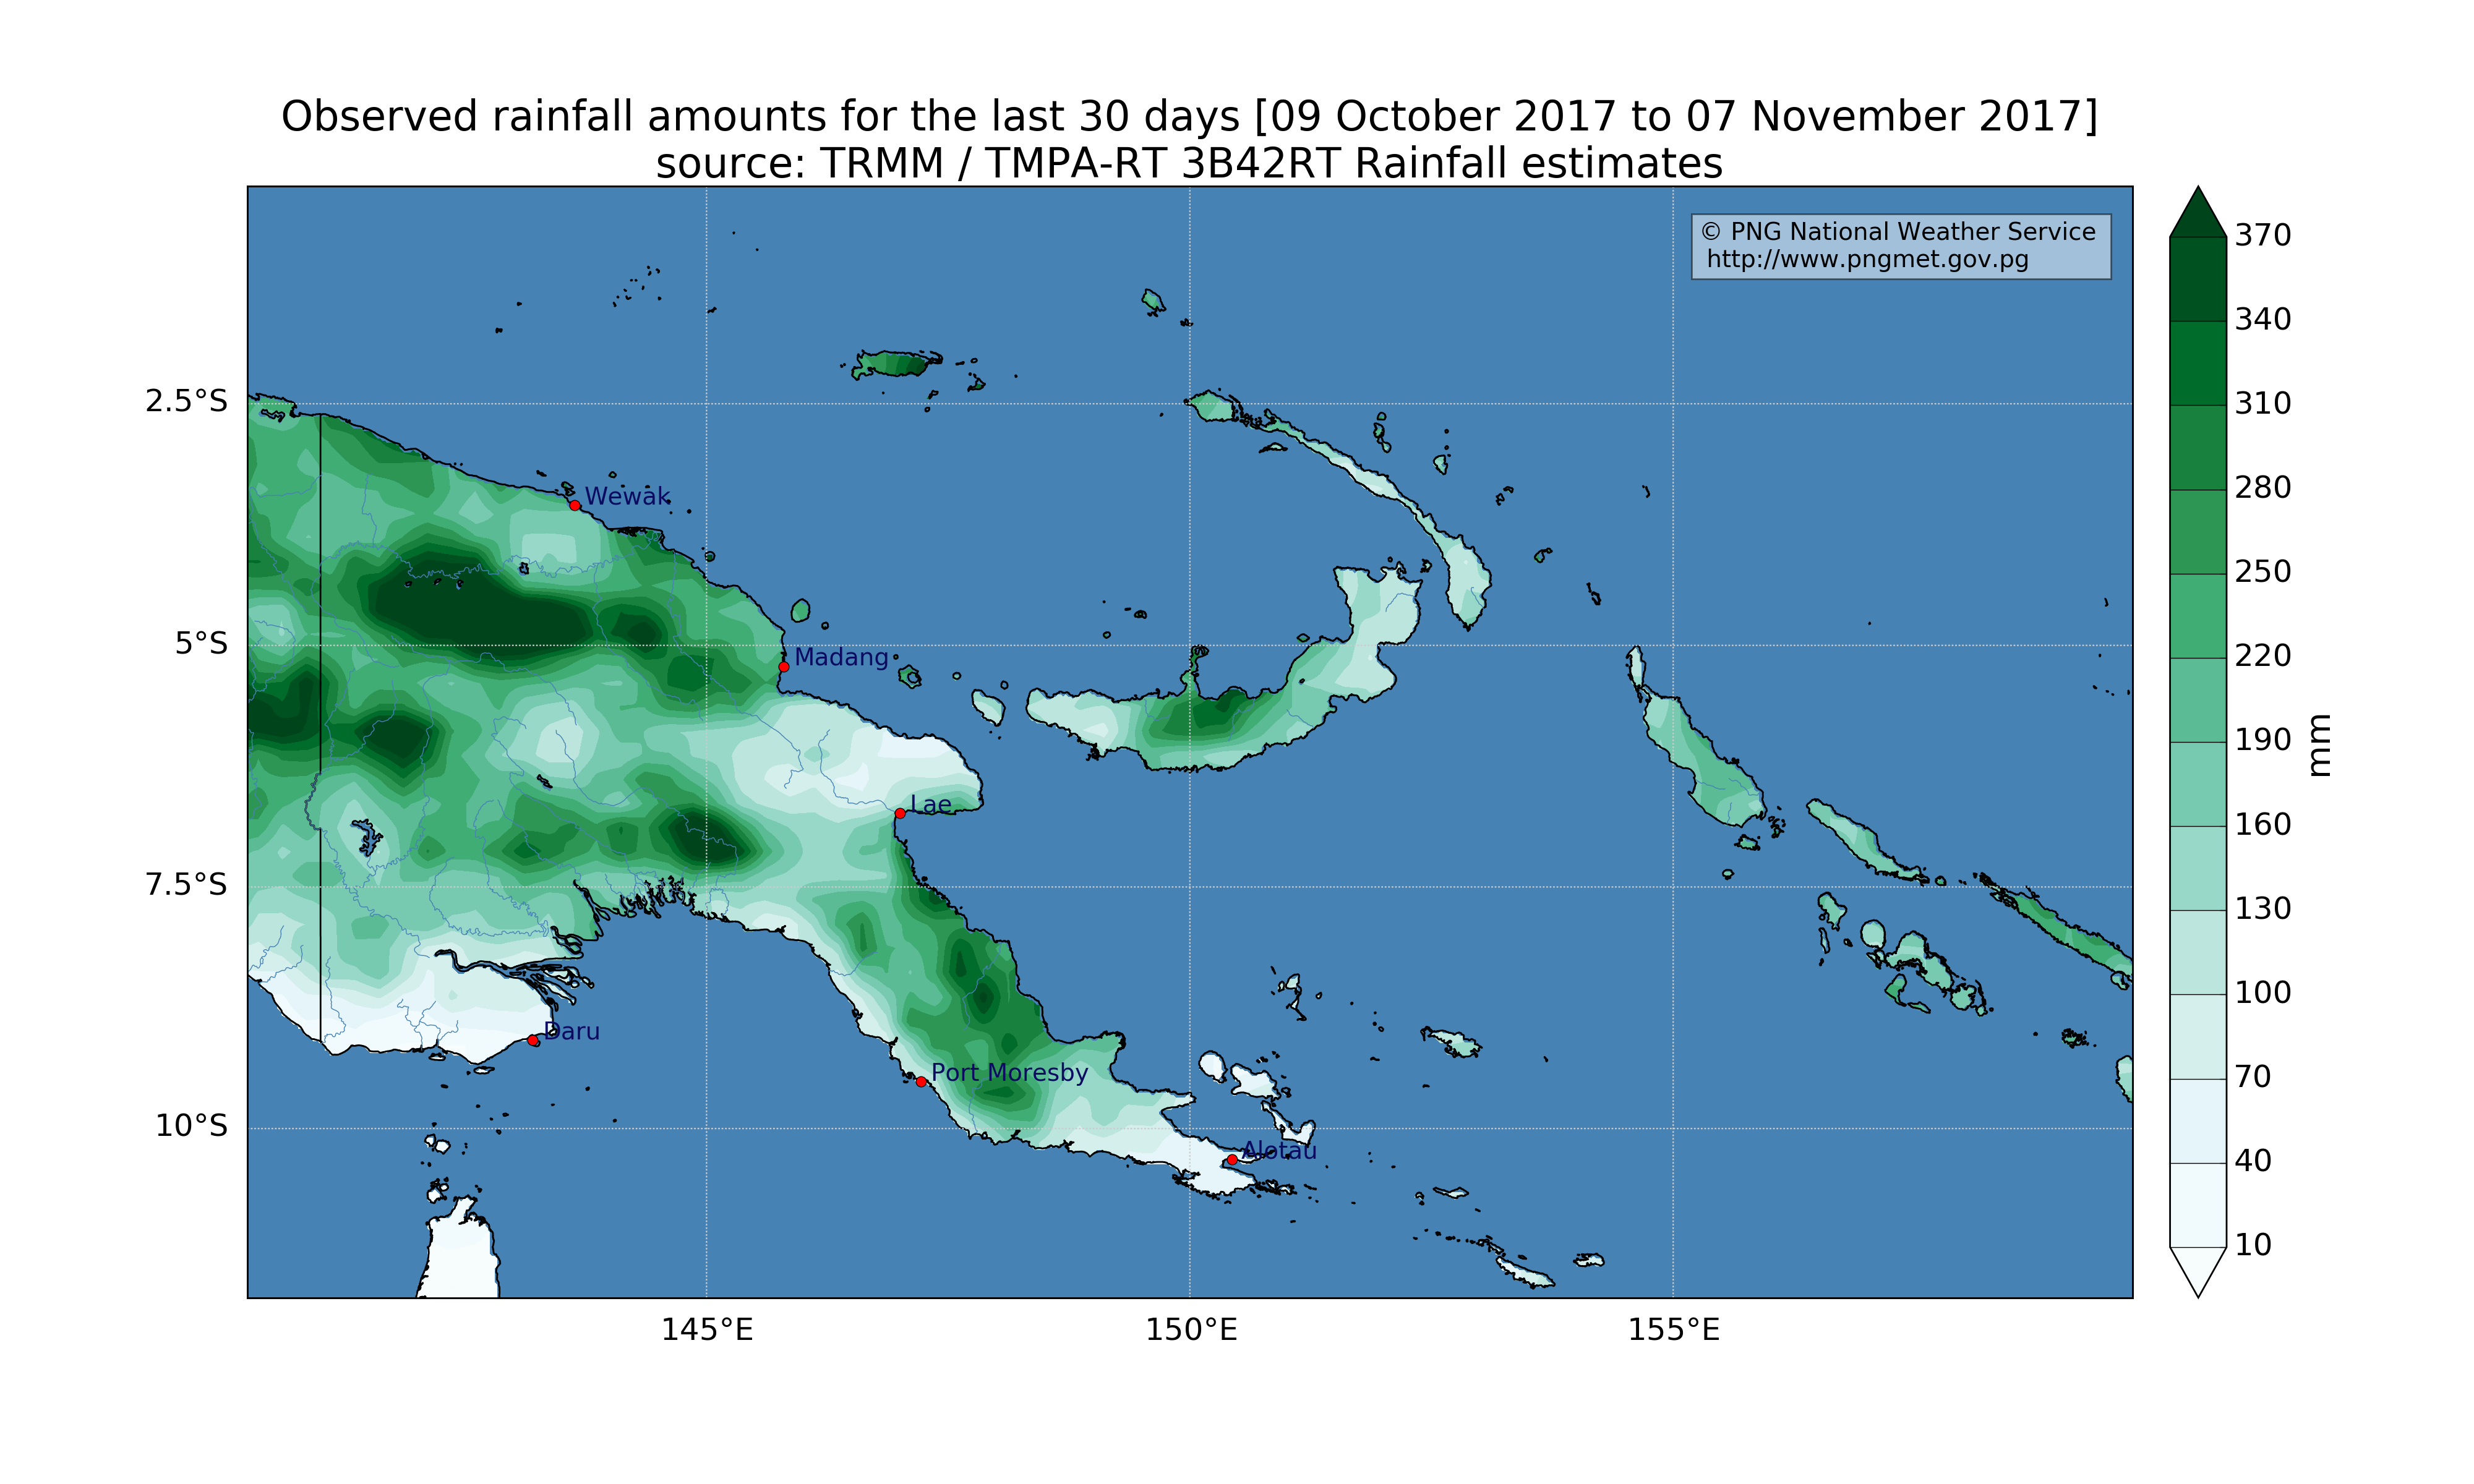 Observed rainfall amounts for the last 30 days [09 October 2017 to 07 November 2017]
source: TRMM / TMPA-RT 3B42RT Rainfall estimates
© PNG National Weather Service
http://www.pngmet.gov.pg
2.5°S
5°S
7.5°S
10°S
Wewak
Madang
Lae
Daru
Port Moresby
Alotau
145°E
150°E
155°E
370
340
310
280
250
220
190
160
130
100
70
40
10
mm